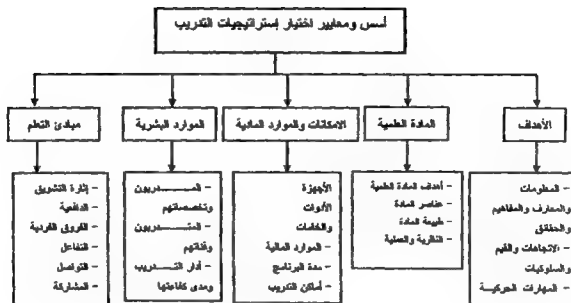 أسس ومعايير اختيار إستراتيجيات التدريب
الأهداف
المادة العلمية
الامكانات والموارد المادية
الموارد البشرية
مبادئ التعلم
- المعلومات
والمعارف والمفاهيم
والحقائق
- الاتجاهات والقيم
والسلوكيات
- المهارات الحركية
- أهداف المادة العلمية
- عناصر المادة
- طبيعة المادة
- النظرية والعملية
الأجهزة
الأدوات
والخامات
- الموارد المالية
- مدة البرنامج
- أماكن التدريب
- المدربون
وتخصصاتهم
- المتدربون
وفئاتهم
- أدار التدريب
ومدى كفاءتها
- إثارة التشويق
- الدافعية
- الفروق الفردية
- التفاعل
- التوصل
- المشاركة